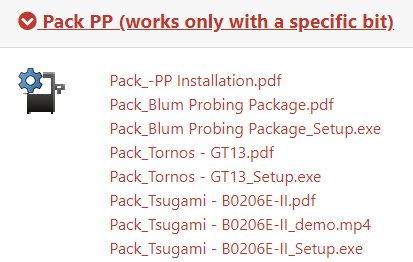 Pack PP (works only with a specific bit)
Pack_-PP Installation.pdf
Pack_Blum Probing Package.pdf
Pack_Blum Probing Package_Setup.exe
Pack_Tornos - GT13.pdf
Pack_Tornos - GT13_Setup.exe
Pack_Tsugami - B0206E-II.pdf
Pack_Tsugami - B0206E-II_demo.mp4
Pack_Tsugami - B0206E-II_Setup.exe